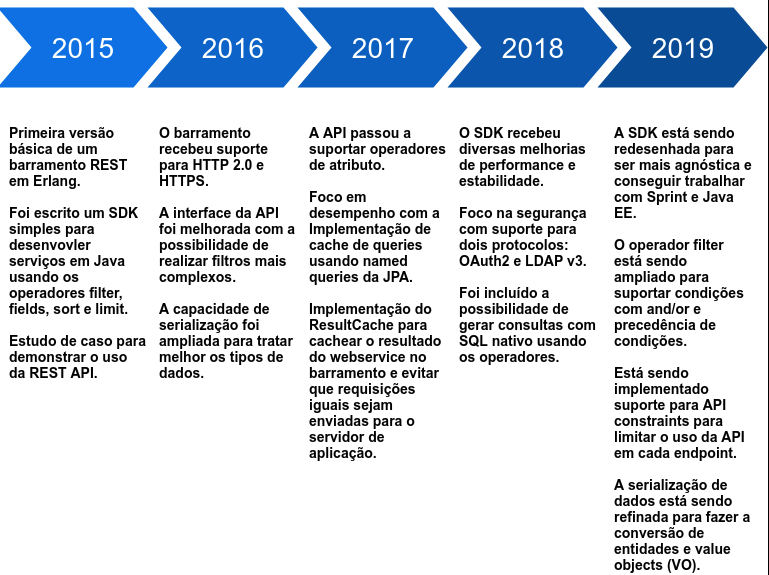 2015
2016
2017
2018
2019
Primeira versão
básica de um
barramento REST
em Erlang.
Foi escrito um SDK
simples para
desenvovler
serviços em Java
usando os
operadores filter,
fields, sort e limit.
Estudo de caso para
demonstrar o uso
da REST API.
O barramento
recebeu suporte
para HTTP 2.0 e
HTTPS.
A interface da API
foi melhorada com a
possibilidade de
realizar filtros mais
complexos.
A capacidade de
serialização foi
ampliada para tratar
melhor os tipos de
dados.
A API passou a
suportar operadores
de atributo.
Foco em
desempenho com a
Implementação de
cache de queries
usando named
queries da JPA.
Implementação do
ResultCache para
cachear o resultado
do webservice no
barramento e evitar
que requisições
iguais sejam
enviadas para o
servidor de
aplicação.
O SDK recebeu
diversas melhorias
de performance e
estabilidade.
Foco na segurança
com suporte para
dois protocolos:
OAuth2 e LDAP v3.
Foi incluído a
possibilidade de
gerar consultas com
SQL nativo usando
os operadores.
A SDK está sendo
redesenhada para
ser mais agnóstica e
conseguir trabalhar
com Sprint e Java
EE.
O operador filter
está sendo
ampliado para
suportar condições
com and/or e
precedência de
condições.
Está sendo
implementado
suporte para API
constraints para
limitar o uso da API
em cada endpoint.
A serialização de
dados está sendo
refinada para fazer a
conversão de
entidades e value
objects (VO).